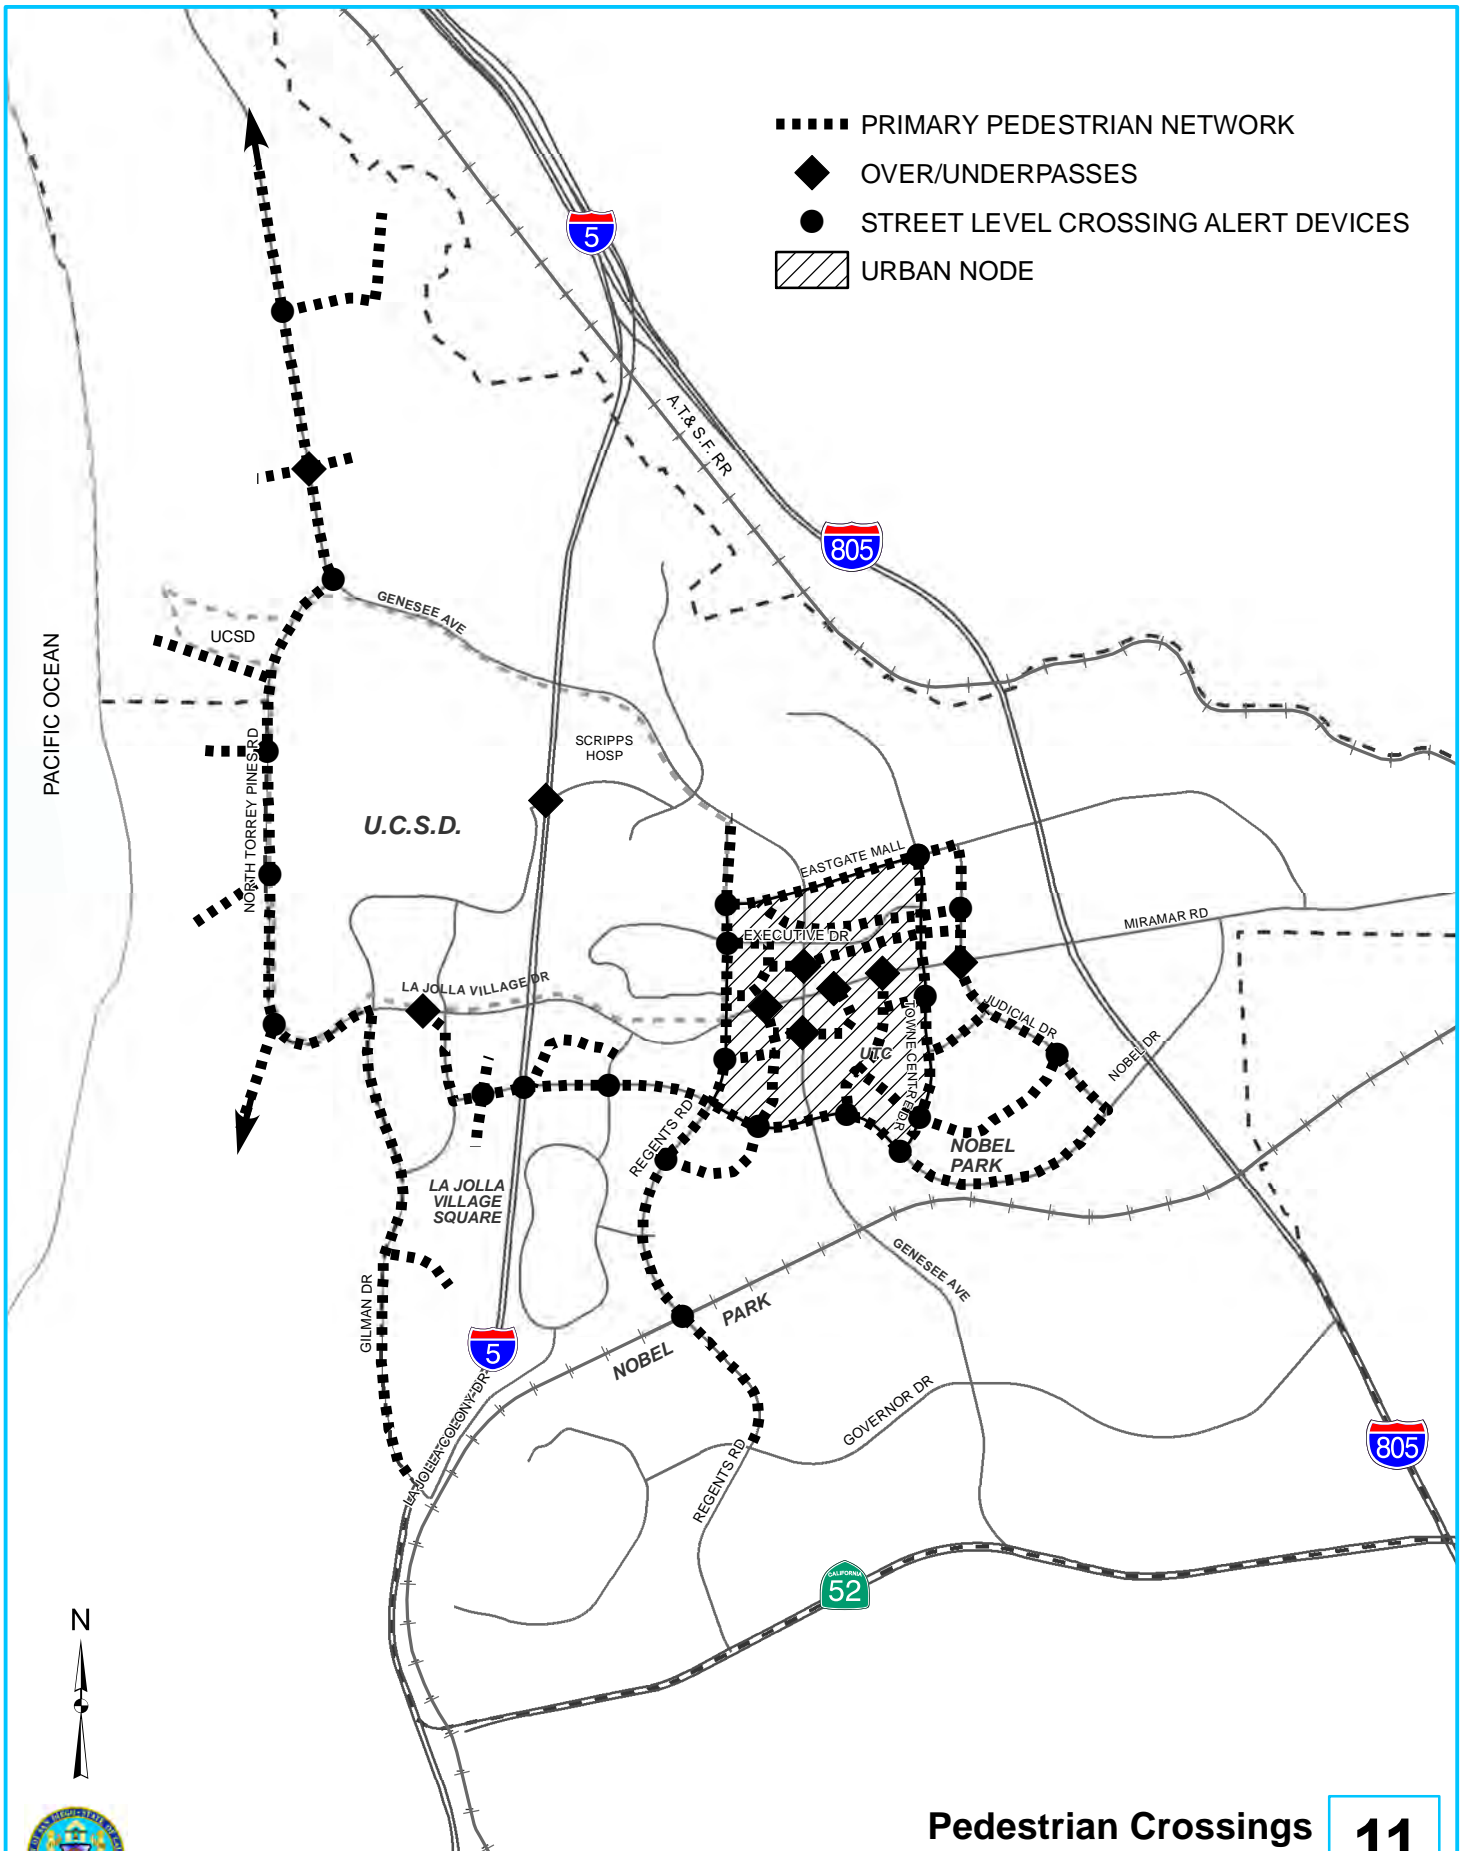 PRIMARY PEDESTRIAN NETWORK
OVER/UNDERPASSES
STREET LEVEL CROSSING ALERT DEVICES
URBAN NODE
5
A.T.& S.F. RR
805
GENESEE AVE
UCSD
PACIFIC OCEAN
NORTH TORREY PINES RD
SCRIPPS
HOSP
U.C.S.D.
EASTGATE MALL
EXECUTIVE DR
MIRAMAR RD
LA JOLLA VILLAGE DR
JUDICIAL DR
TOWNE CENTRE DR
UTC
NOBEL DR
REGENTS RD
NOBEL
PARK
LA JOLLA
VILLAGE
SQUARE
GENESEE AVE
GILMAN DR
NOBEL PARK
5
LA JOLLA COLONY DR
GOVERNOR DR
REGENTS RD
805
CALIFORNIA
52
N
Pedestrian Crossings
11